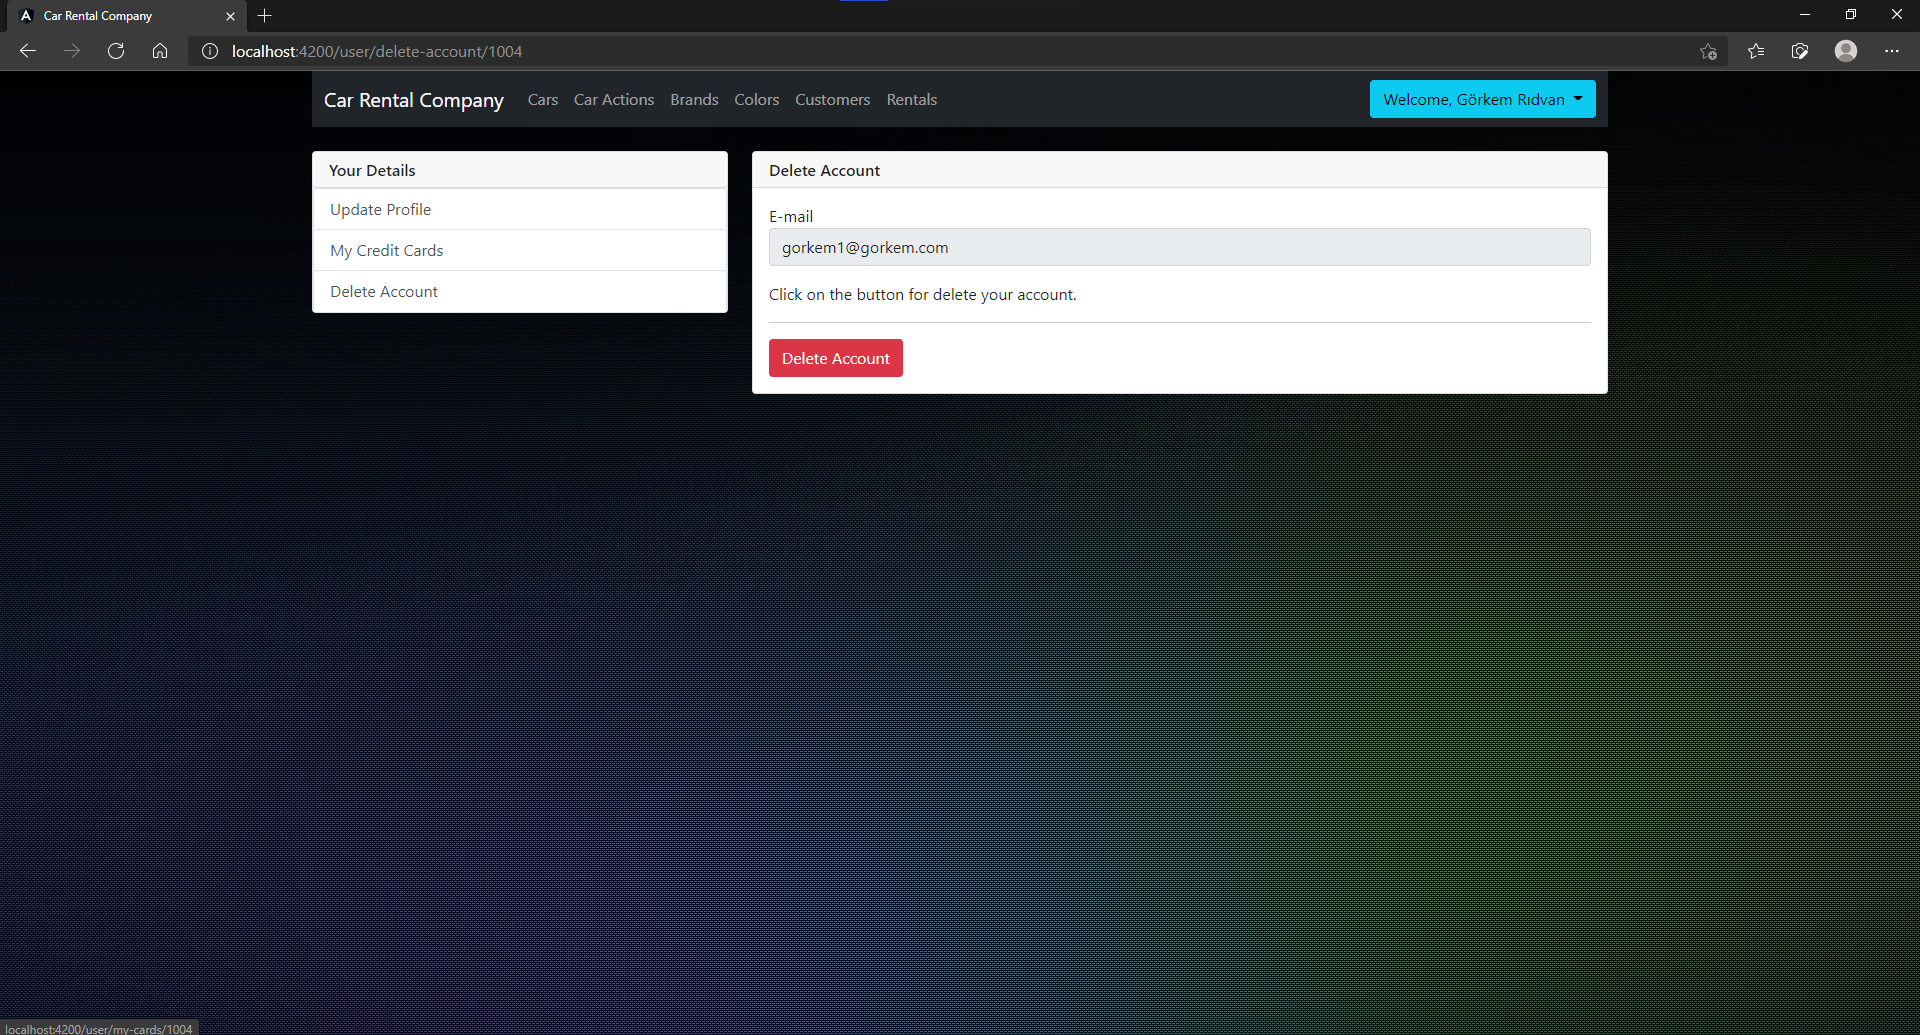 Car Rental Company
localhost:4200/user/delete-account/1004
Car Rental Company Cars Car Actions Brands Colors Customers Rentals Welcome, Görkem Rıdvan
Your Details
Update Profile
My Credit Cards
Delete Account
Delete Account
E-mail
gorkem1@gorkem.com
Click on the button for delete your account.
Delete Account
localhost:4200/user/my-cards/1004